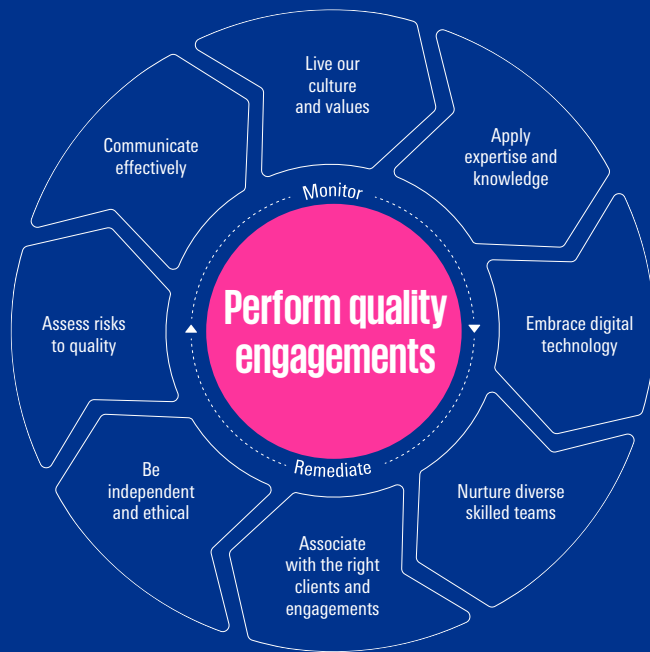 Live our
culture
and values
Apply
expertise and
knowledge
Embrace digital
technology
Nurture diverse
skilled teams
Associate
with the right
clients and
engagements
Be
independent
and ethical
Assess risks
to quality
Communicate
effectively
Monitor
Perform quality
engagements
Remediate